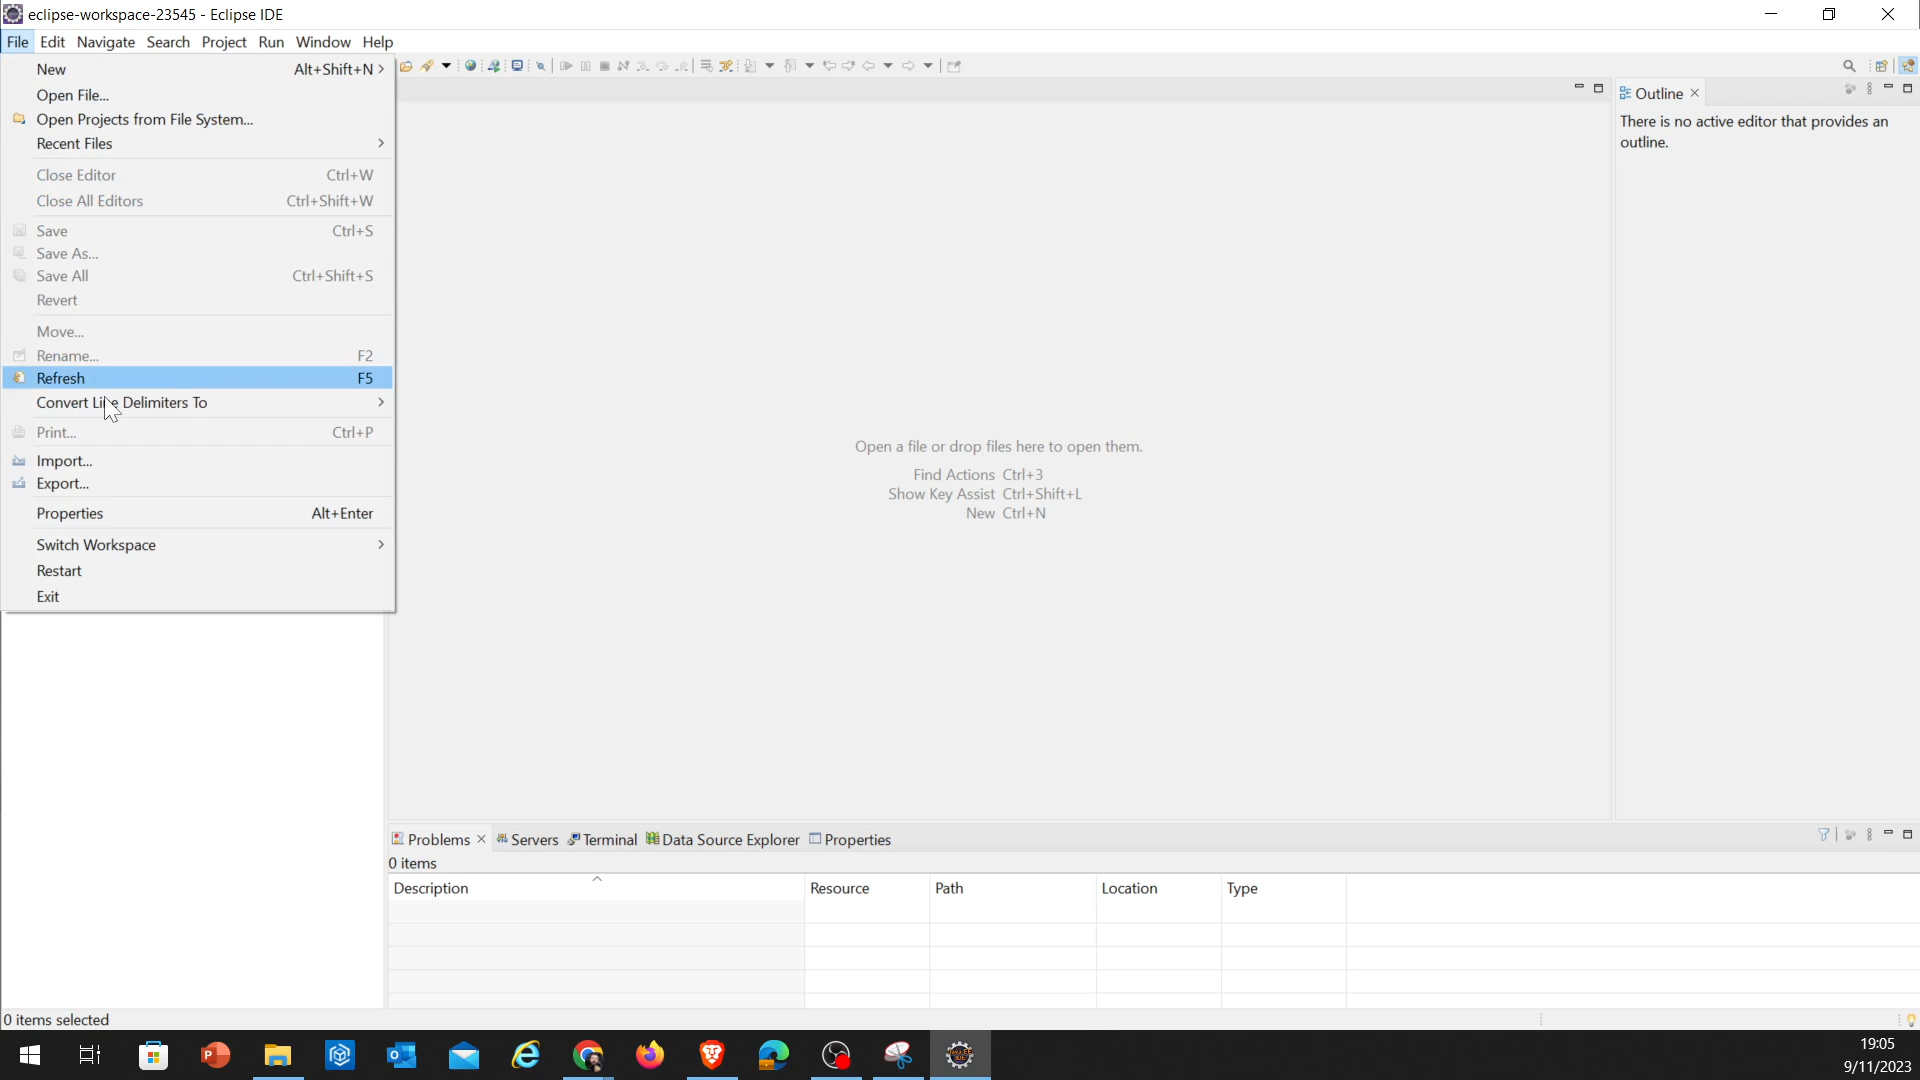 eclipse-workspace-23545 - Eclipse IDE
File Edit Navigate Search Project Run Window Help
New Alt+Shift+N
Open File...
Open Projects from File System...
Recent Files
Close Editor Ctrl+W
Close All Editors Ctrl+Shift+W
Save Ctrl+S
Save As...
Save All Ctrl+Shift+S
Revert
Move...
Rename... F2
Refresh F5
Convert Line Delimiters To
Print... Ctrl+P
Import...
Export...
Properties Alt+Enter
Switch Workspace
Restart
Exit
Open a file or drop files here to open them.
Find Actions Ctrl+3
Show Key Assist Ctrl+Shift+L
New Ctrl+N
Outline
There is no active editor that provides an
outline.
Problems Servers Terminal Data Source Explorer Properties
0 items
Description Resource Path Location Type
0 items selected
19:05
9/11/2023